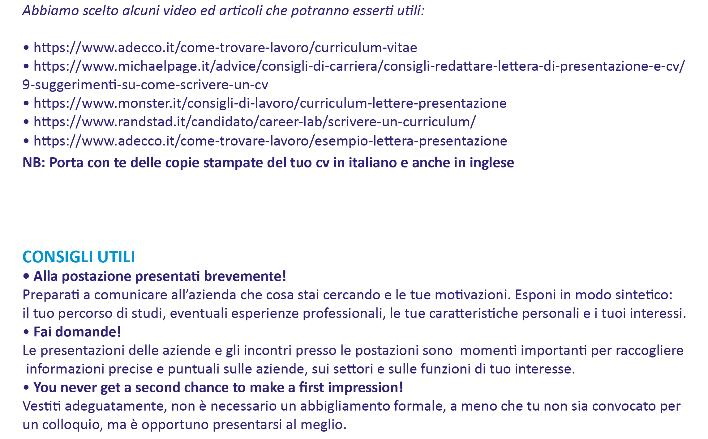 Abbiamo scelto alcuni video ed articoli che potranno esserti utili:
• https://www.adecco.it/come-trovare-lavoro/curriculum-vitae
• https://www.michaelpage.it/advice/consigli-di-carriera/consigli-redattare-lettera-di-presentazione-e-cv/
9-suggerimenti-su-come-scrivere-un-cv
• https://www.monster.it/consigli-di-lavoro/curriculum-lettere-presentazione
• https://www.randstad.it/candidato/career-lab/scrivere-un-curriculum/
• https://www.adecco.it/come-trovare-lavoro/esempio-lettera-presentazione
NB: Porta con te delle copie stampate del tuo cv in italiano e anche in inglese
CONSIGLI UTILI
• Alla postazione presentati brevemente!
Preparati a comunicare all'azienda che cosa stai cercando e le tue motivazioni. Esponi in modo sintetico:
il tuo percorso di studi, eventuali esperienze professionali, le tue caratteristiche personali e i tuoi interessi.
• Fai domande!
Le presentazioni delle aziende e gli incontri presso le postazioni sono momenti importanti per raccogliere
informazioni precise e puntuali sulle aziende, sui settori e sulle funzioni di tuo interesse.
• You never get a second chance to make a first impression!
Vestiti adeguatamente, non è necessario un abbigliamento formale, a meno che tu non sia convocato per
un colloquio, ma è opportuno presentarsi al meglio.